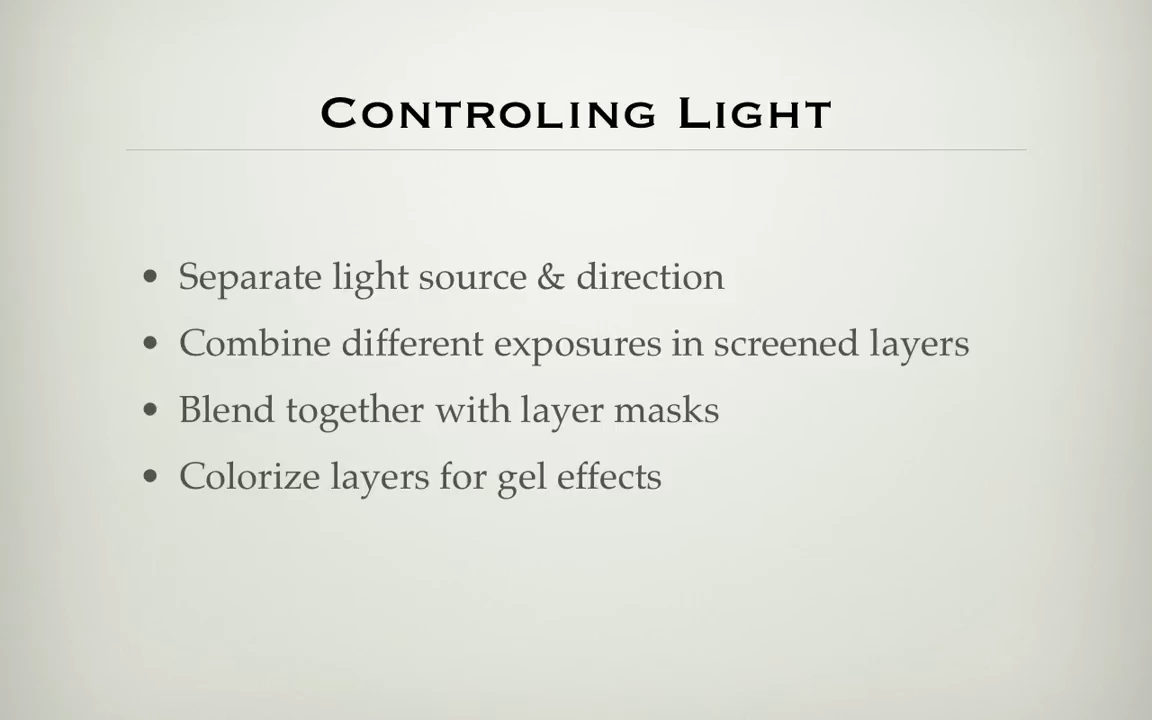 Controling Light
• Separate light source & direction
• Combine different exposures in screened layers
• Blend together with layer masks
• Colorize layers for gel effects